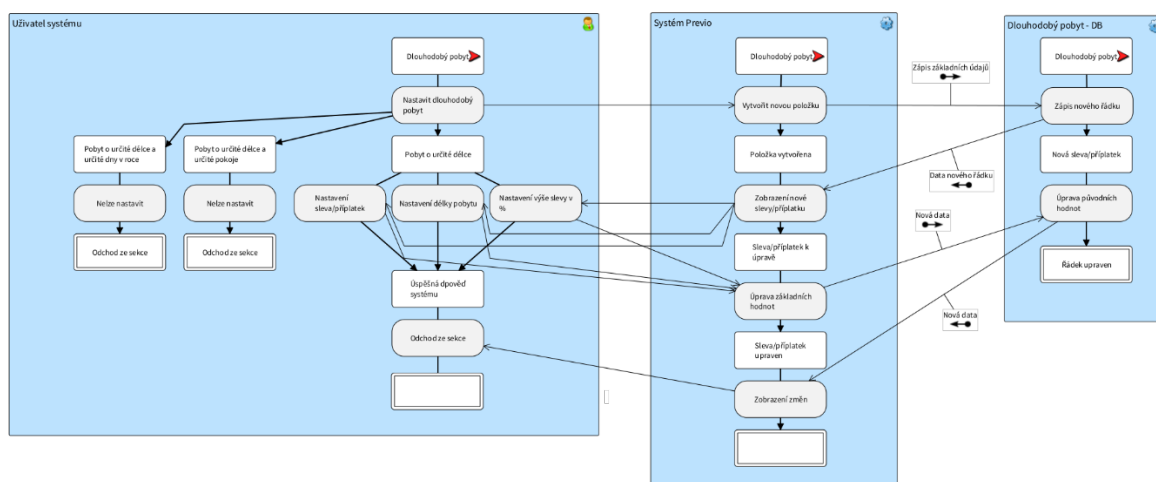 Uživatel systému
Dlouhodobý pobyt
Nastavit dlouhodobý
pobyt
Pobyt o určité délce a
určité dny v roce
Pobyt o určité délce a
určité pokoje
Pobyt o určité délce
Nelze nastavit
Nelze nastavit
Nastavení
sleva/příplatek
Nastavení délky pobytu
Nastavení výše slevy v
%
Odchod ze sekce
Odchod ze sekce
Úspěšná dpověď
systému
Odchod ze sekce
Systém Previo
Dlouhodobý pobyt
Vytvořit novou položku
Položka vytvořena
Zobrazení nové
slevy/příplatku
Sleva/příplatek k
úpravě
Úprava základních
hodnot
Sleva/příplatek
upraven
Zobrazení změn
Zápis základních údajů
Data nového řádku
Nová data
Nová data
Dlouhodobý pobyt - DB
Dlouhodobý pobyt
Zápis nového řádku
Nová sleva/příplatek
Úprava původních
hodnot
Řádek upraven